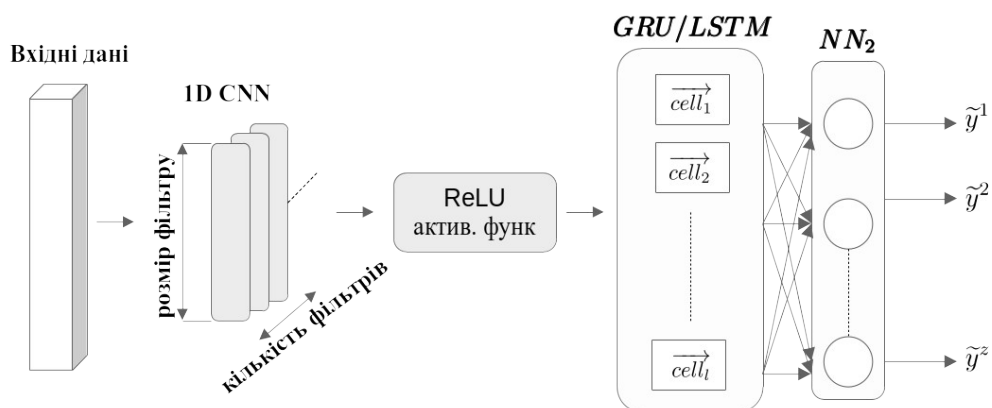 Вхідні дані
1D CNN
розмір фільтру
кількість фільтрів
ReLU
актив. функ
GRU/LSTM
cell₁
cell₂
cellₗ
NN₂
ỹ¹
ỹ²
ỹᶻ